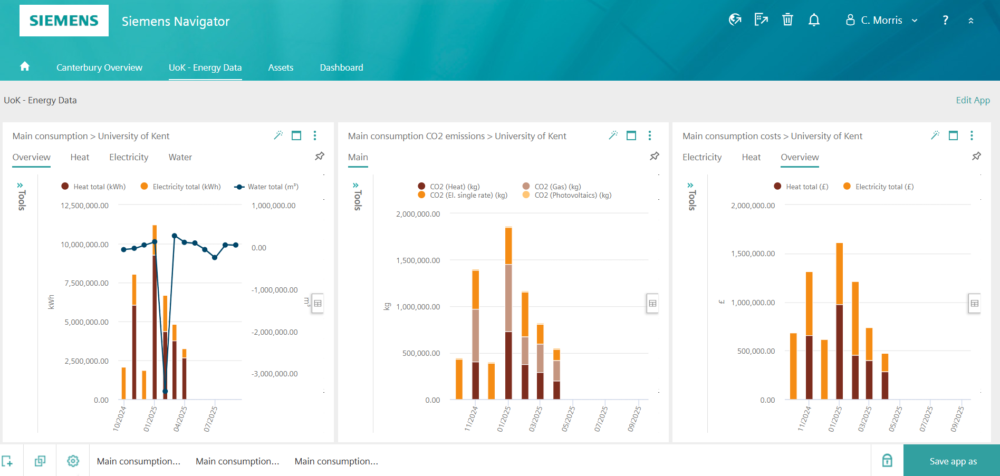 SIEMENS
Siemens Navigator
C. Morris
?
Canterbury Overview
UoK - Energy Data
Assets
Dashboard
UoK - Energy Data
Edit App
Main consumption > University of Kent
Overview
Heat
Electricity
Water
Tools
Heat total (kWh)
Electricity total (kWh)
Water total (m³)
12,500,000.00
10,000,000.00
7,500,000.00
5,000,000.00
2,500,000.00
0.00
kWh
1,000,000.00
0.00
-1,000,000.00
-2,000,000.00
-3,000,000.00
m³
10/2024
01/2025
04/2025
07/2025
Main consumption CO2 emissions > University of Kent
Main
Tools
CO2 (Heat) (kg)
CO2 (Gas) (kg)
CO2 (El. single rate) (kg)
CO2 (Photovoltaics) (kg)
2,000,000.00
1,500,000.00
1,000,000.00
500,000.00
0.00
kg
11/2024
01/2025
03/2025
05/2025
07/2025
09/2025
Main consumption costs > University of Kent
Electricity
Heat
Overview
Tools
Heat total (£)
Electricity total (£)
2,000,000.00
1,500,000.00
1,000,000.00
500,000.00
0.00
£
11/2024
01/2025
03/2025
05/2025
07/2025
09/2025
Main consumption...
Main consumption...
Main consumption...
Save app as